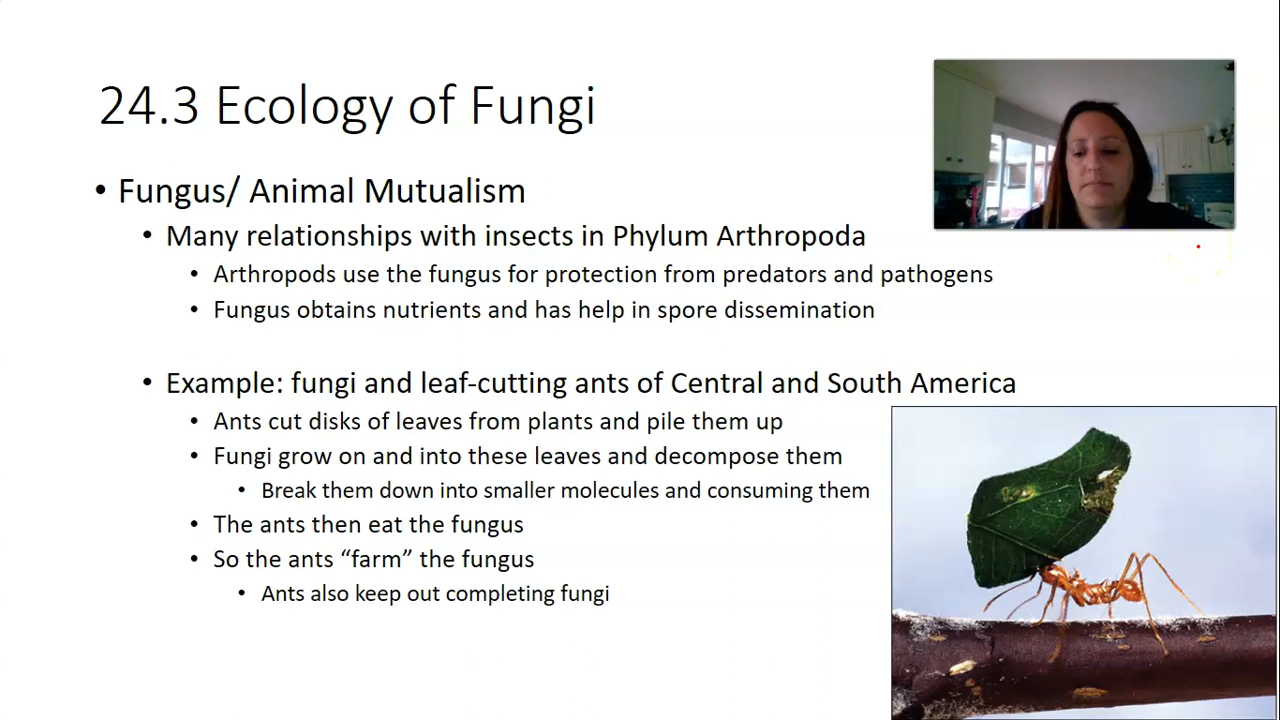 24.3 Ecology of Fungi
• Fungus/ Animal Mutualism
• Many relationships with insects in Phylum Arthropoda
• Arthropods use the fungus for protection from predators and pathogens
• Fungus obtains nutrients and has help in spore dissemination
• Example: fungi and leaf-cutting ants of Central and South America
• Ants cut disks of leaves from plants and pile them up
• Fungi grow on and into these leaves and decompose them
• Break them down into smaller molecules and consuming them
• The ants then eat the fungus
• So the ants “farm” the fungus
• Ants also keep out completing fungi